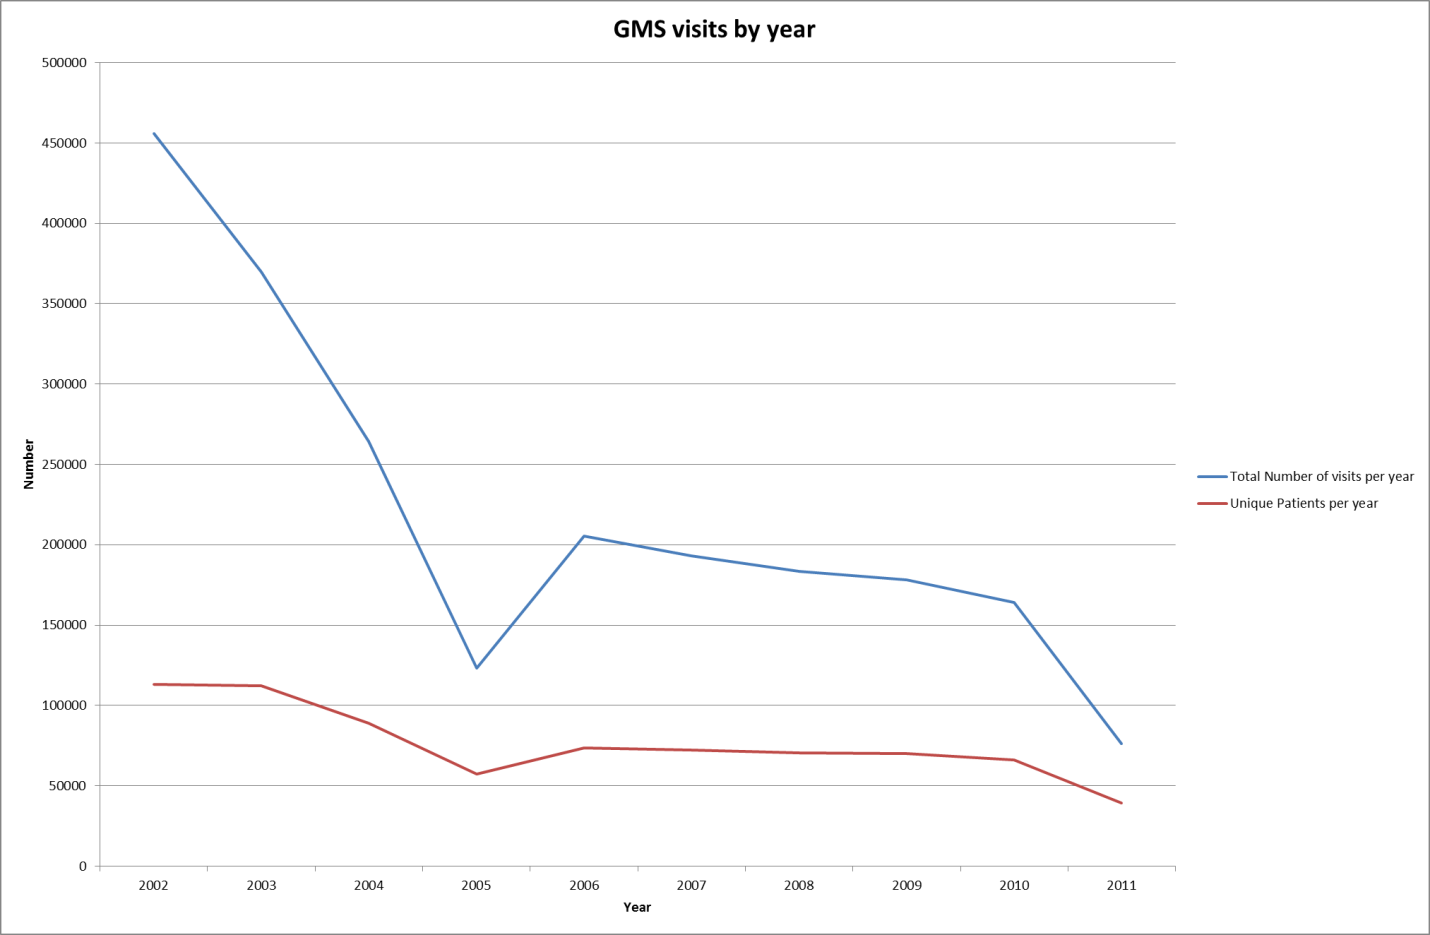 GMS visits by year
500000
450000
400000
350000
300000
250000
200000
150000
100000
50000
0
Number
2002 2003 2004 2005 2006 2007 2008 2009 2010 2011
Year
Total Number of visits per year
Unique Patients per year